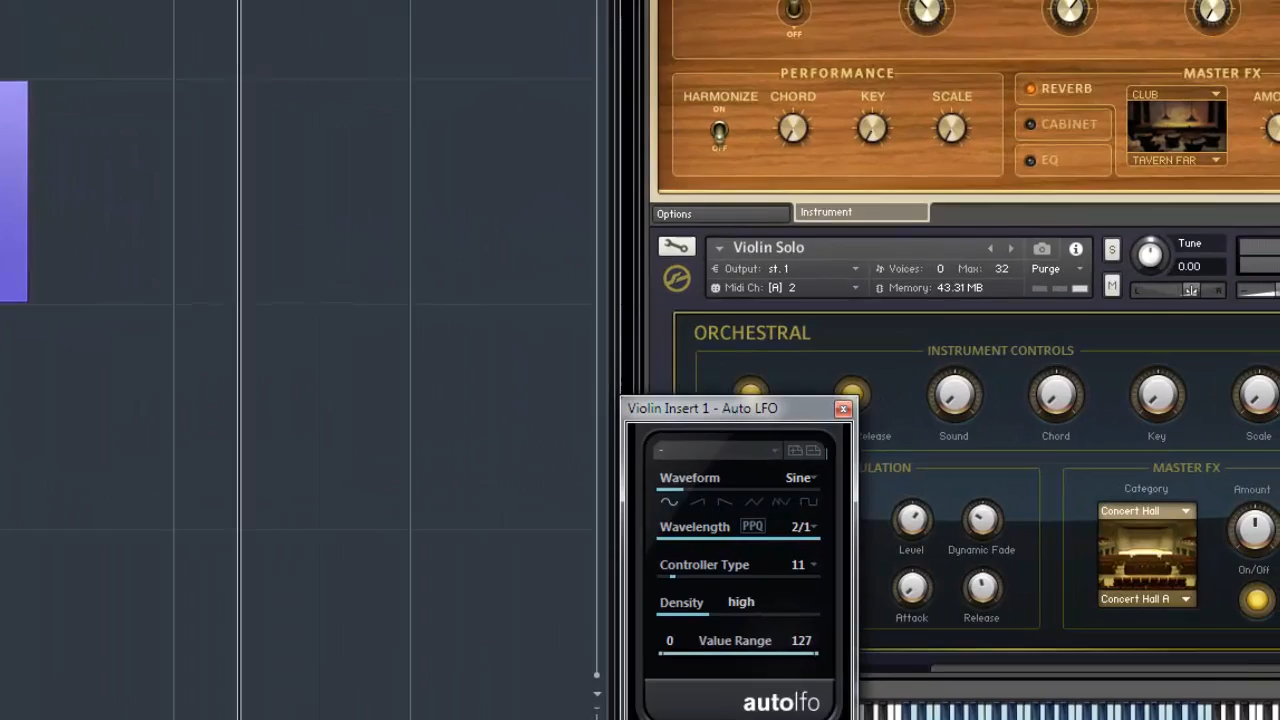 OFF
PERFORMANCE
MASTER FX
HARMONIZE CHORD KEY SCALE
ON
OFF
REVERB
CABINET
EQ
CLUB
TAVERN FAR
AMO
Options
Instrument
Violin Solo
Output: st. 1
Voices: 0 Max: 32 Purge
Midi Ch: [A] 2
Memory: 43.31 MB
S
M
Tune
0.00
L R
ORCHESTRAL
INSTRUMENT CONTROLS
elease Sound Chord Key Scale
Violin Insert 1 - Auto LFO
-
Waveform Sine
Wavelength PPQ 2/1
Controller Type 11
Density high
0 Value Range 127
autolfo
ULATION
Level Dynamic Fade
Attack Release
MASTER FX
Category
Amount
Concert Hall
Concert Hall A
On/Off